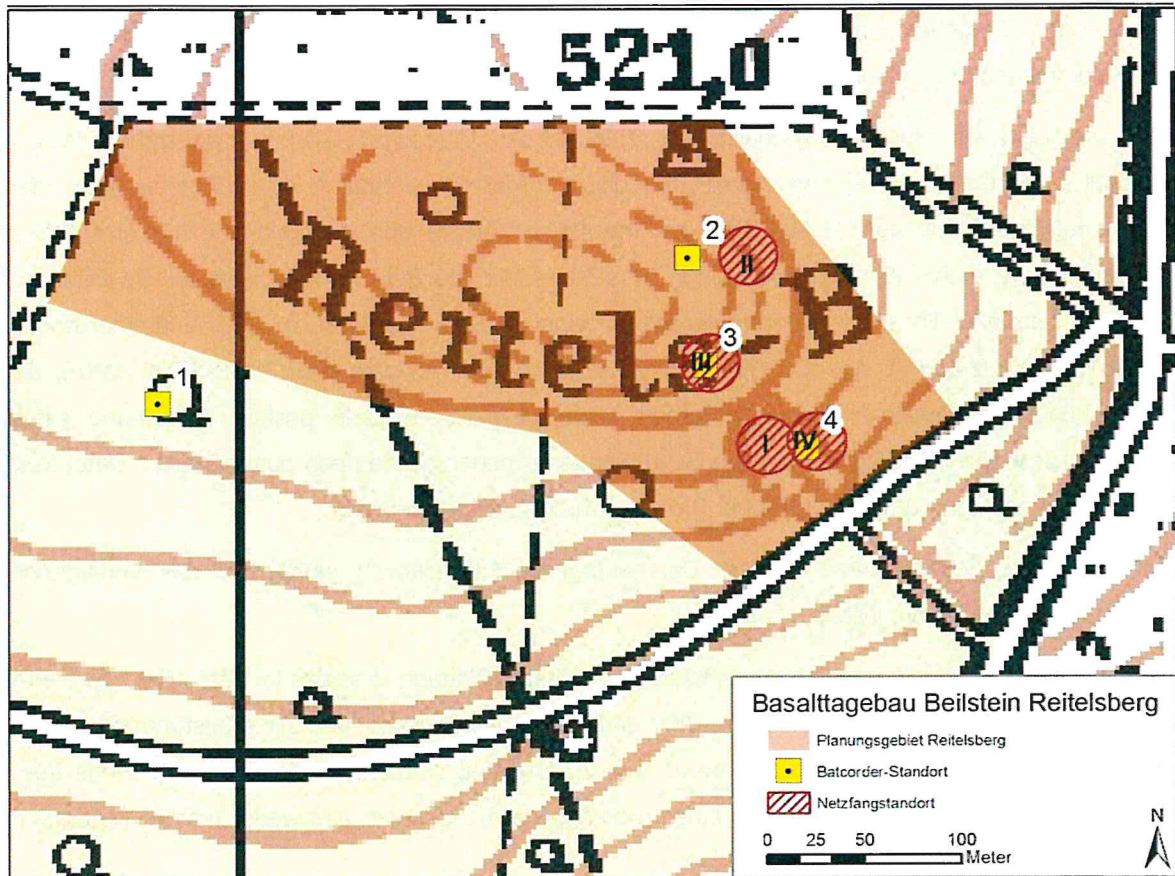 521,0
Reitels-B
1
2
II
3
III
4
I
IV
Basalttagebau Beilstein Reitelsberg
Planungsgebiet Reitelsberg
Batcorder-Standort
Netzfangstandort
N
0 25 50 100
Meter